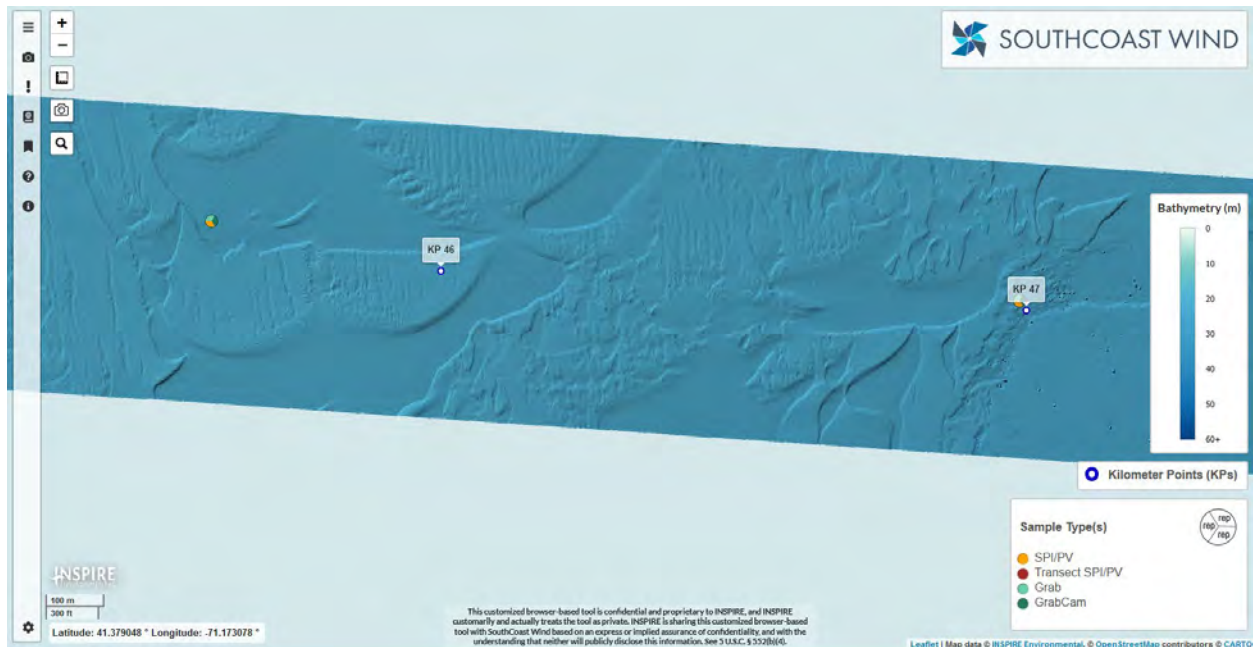 SOUTHCOAST WIND
Bathymetry (m)
0
10
20
30
40
50
60+
KP 46
KP 47
Kilometer Points (KPs)
Sample Type(s)
rep
rep
rep
SPI/PV
Transect SPI/PV
Grab
GrabCam
INSPIRE
100 m
300 ft
Latitude: 41.379048 ° Longitude: -71.173078 °
This customized browser-based tool is confidential and proprietary to INSPIRE, and INSPIRE
customarily and actually treats the tool as private. INSPIRE is sharing this customized browser-based
tool with SouthCoast Wind based on an express or implied assurance of confidentiality, and with the
understanding that neither will publicly disclose this information. See 5 U.S.C. § 552(b)(4).
Leaflet | Map data © INSPIRE Environmental, © OpenStreetMap contributors © CARTO